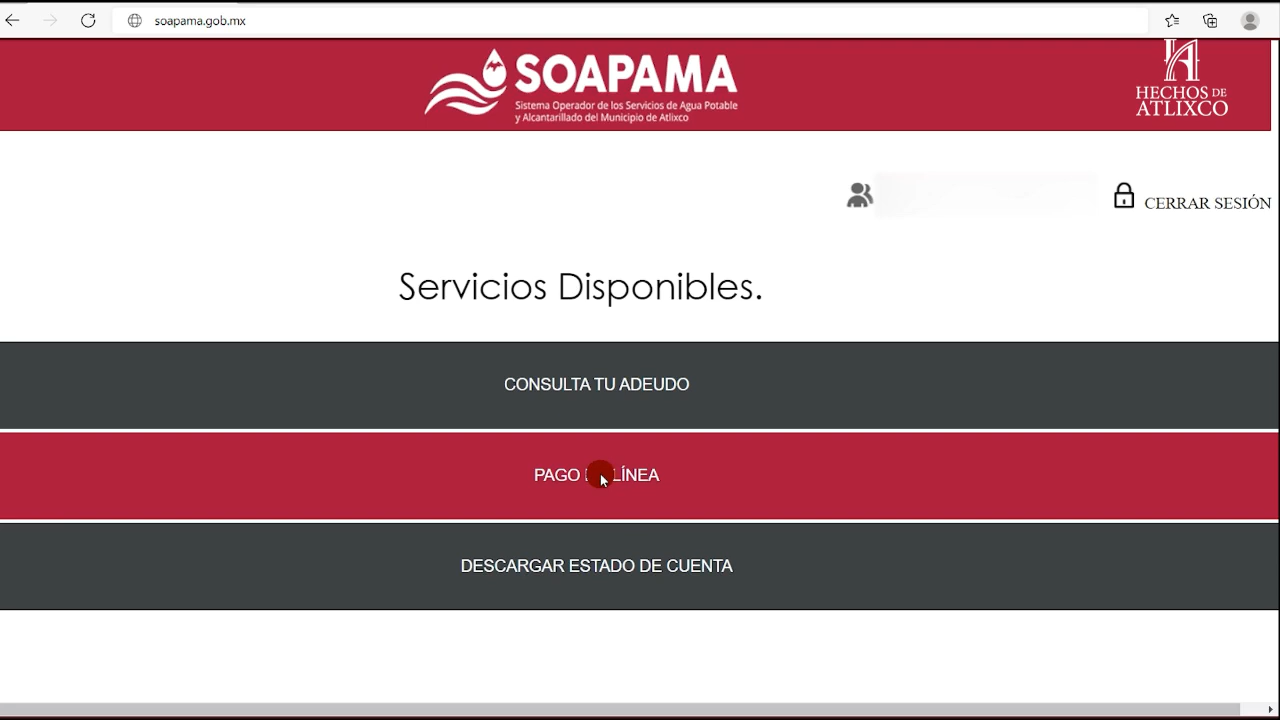 soapama.gob.mx
SOAPAMA
Sistema Operador de los Servicios de Agua Potable
y Alcantarillado del Municipio de Atlixco
HECHOS DE
ATLIXCO
CERRAR SESIÓN
Servicios Disponibles.
CONSULTA TU ADEUDO
PAGO LÍNEA
DESCARGAR ESTADO DE CUENTA